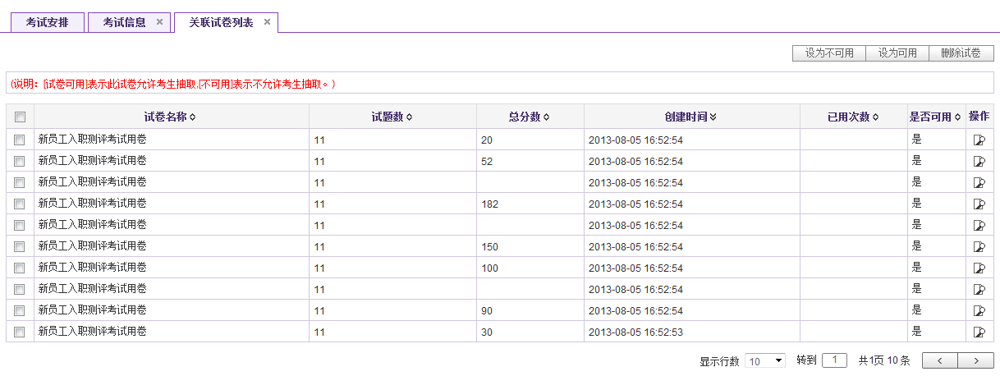 考试安排 考试信息 × 关联试卷列表 ×
设为不可用 设为可用 删除试卷
(说明：[试卷可用]表示此试卷允许考生抽取,[不可用]表示不允许考生抽取。)
试卷名称 试题数 总分数 创建时间 已用次数 是否可用 操作
新员工入职测评考试用卷 11 20 2013-08-05 16:52:54 是
新员工入职测评考试用卷 11 52 2013-08-05 16:52:54 是
新员工入职测评考试用卷 11 2013-08-05 16:52:54 是
新员工入职测评考试用卷 11 182 2013-08-05 16:52:54 是
新员工入职测评考试用卷 11 2013-08-05 16:52:54 是
新员工入职测评考试用卷 11 150 2013-08-05 16:52:54 是
新员工入职测评考试用卷 11 100 2013-08-05 16:52:54 是
新员工入职测评考试用卷 11 2013-08-05 16:52:54 是
新员工入职测评考试用卷 11 90 2013-08-05 16:52:54 是
新员工入职测评考试用卷 11 30 2013-08-05 16:52:53 是
显示行数 10 转到 1 共1页 10 条 < >